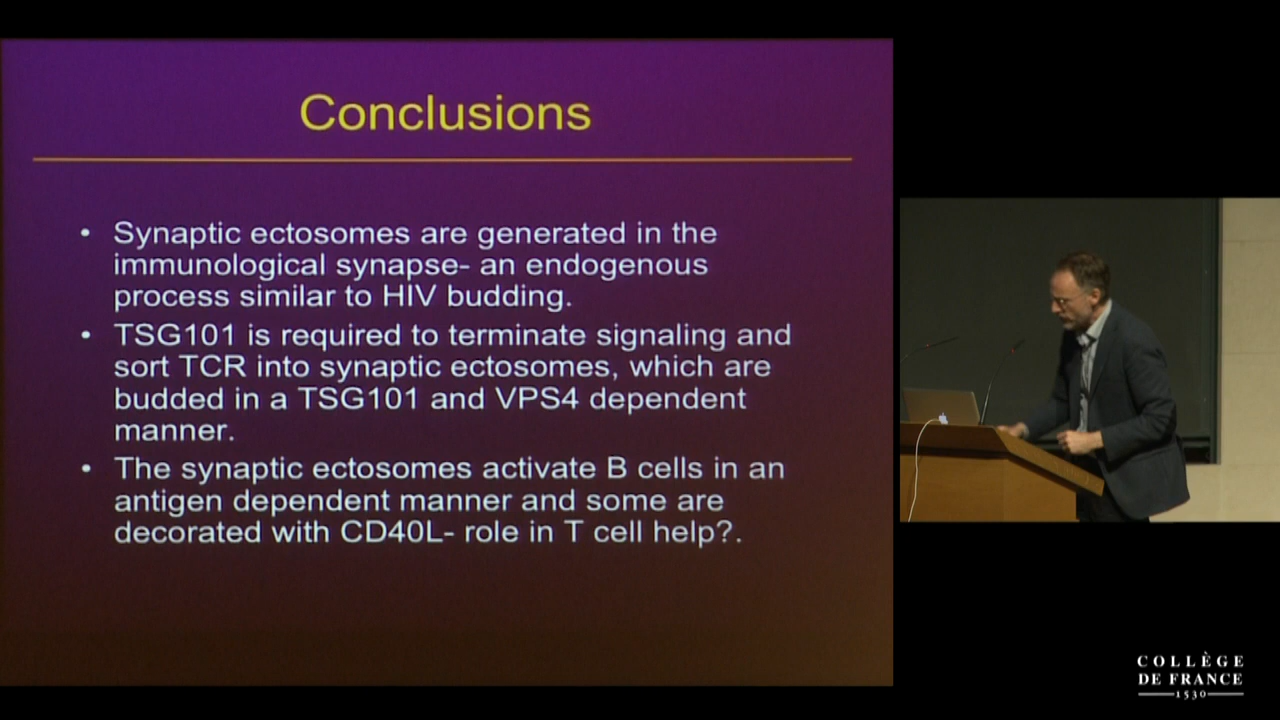 Conclusions
• Synaptic ectosomes are generated in the
immunological synapse- an endogenous
process similar to HIV budding.
• TSG101 is required to terminate signaling and
sort TCR into synaptic ectosomes, which are
budded in a TSG101 and VPS4 dependent
manner.
• The synaptic ectosomes activate B cells in an
antigen dependent manner and some are
decorated with CD40L- role in T cell help?.
COLLÈGE
DE FRANCE
1530